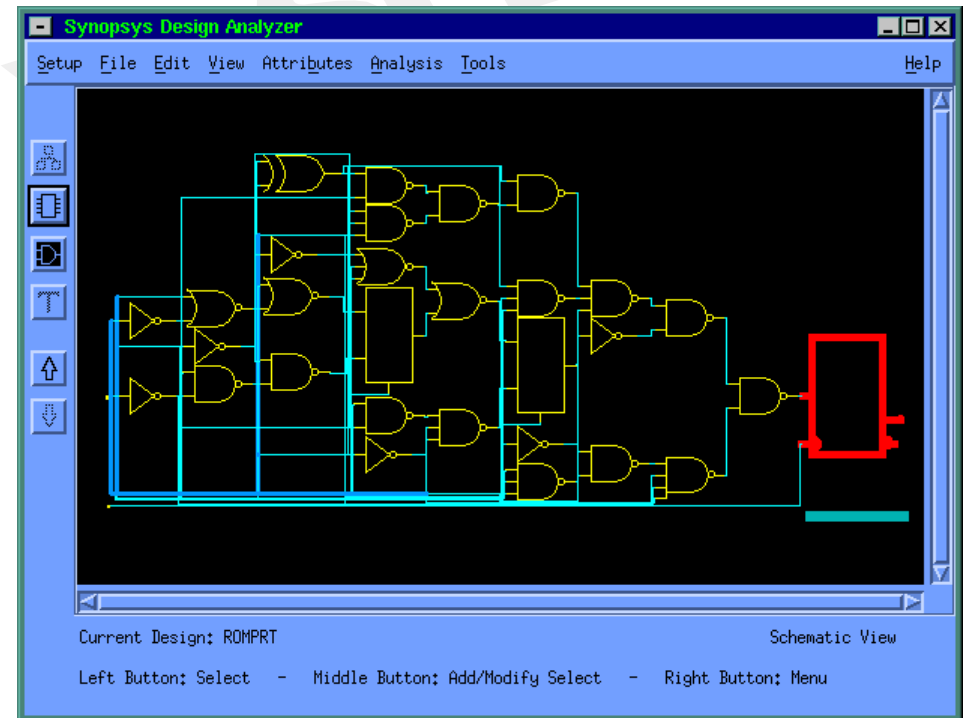 Synopsys Design Analyzer
Setup File Edit View Attributes Analysis Tools Help
Current Design: ROMPRT Schematic View
Left Button: Select - Middle Button: Add/Modify Select - Right Button: Menu